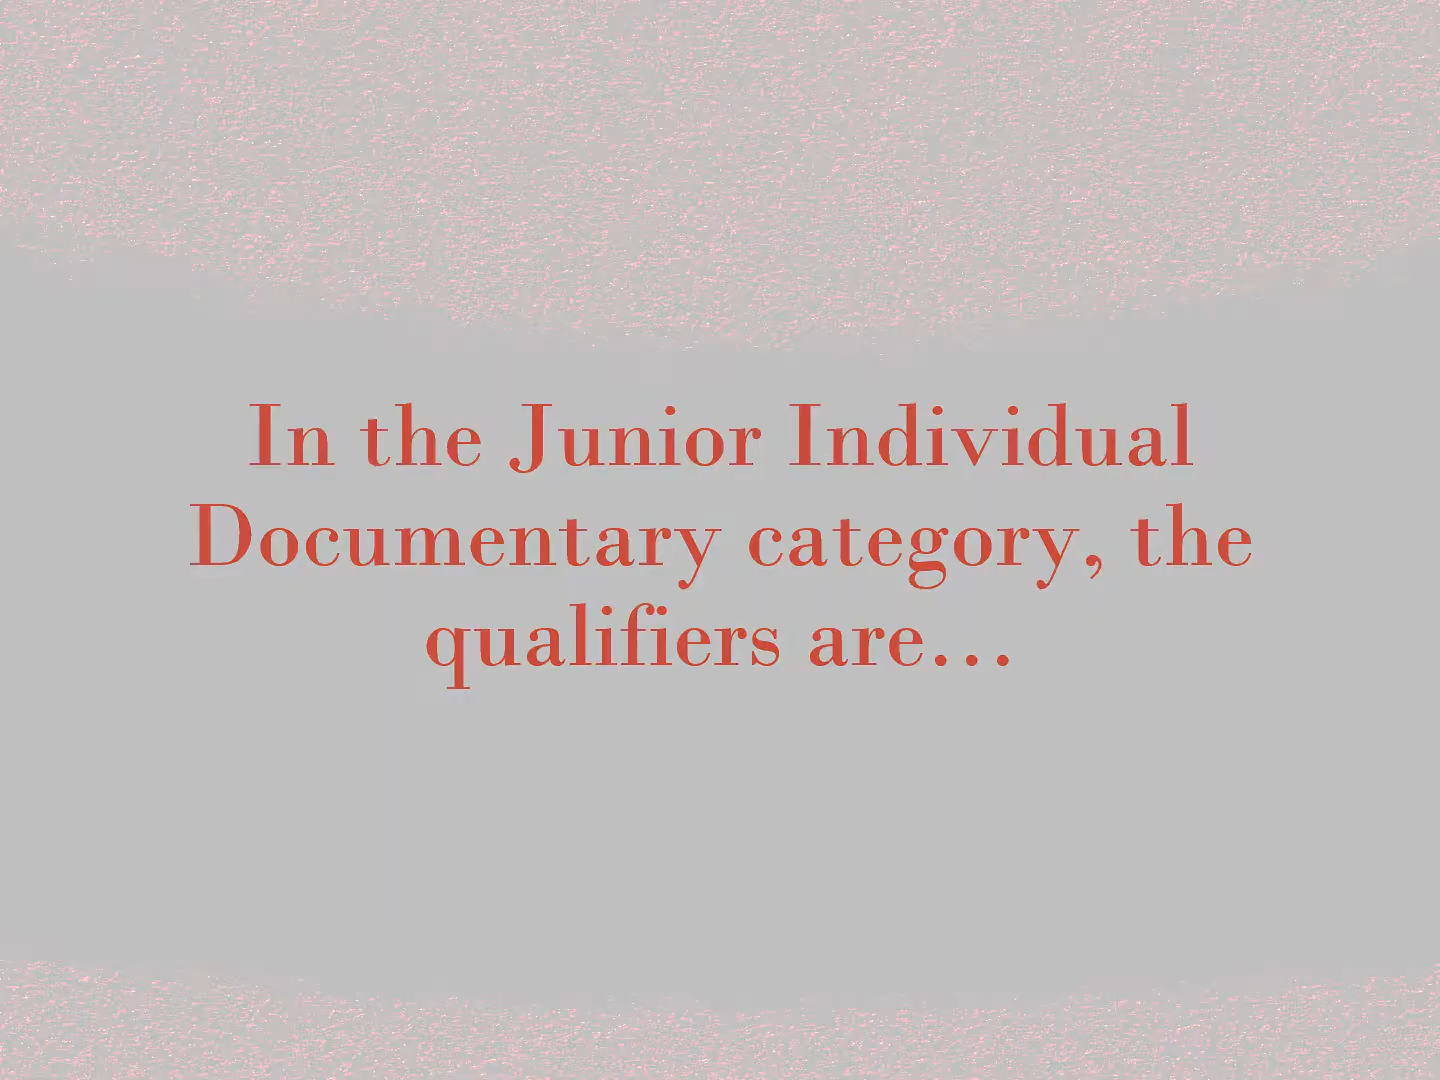 In the Junior Individual
Documentary category, the
qualifiers are…